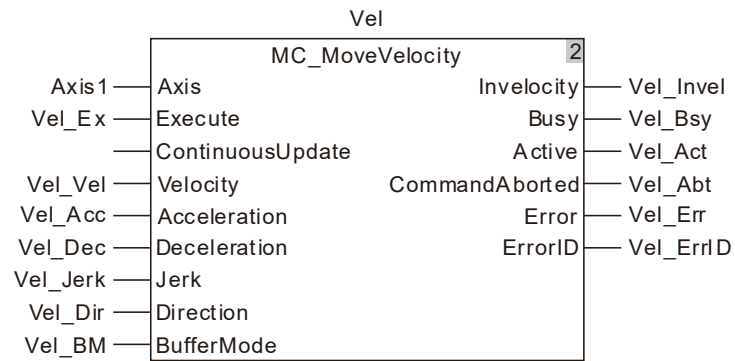 Vel
MC_MoveVelocity 2
Axis1 Axis Invelocity Vel_Invel
Vel_Ex Execute Busy Vel_Bsy
ContinuousUpdate Active Vel_Act
Vel_Vel Velocity CommandAborted Vel_Abt
Vel_Acc Acceleration Error Vel_Err
Vel_Dec Deceleration ErrorID Vel_ErrID
Vel_Jerk Jerk
Vel_Dir Direction
Vel_BM BufferMode